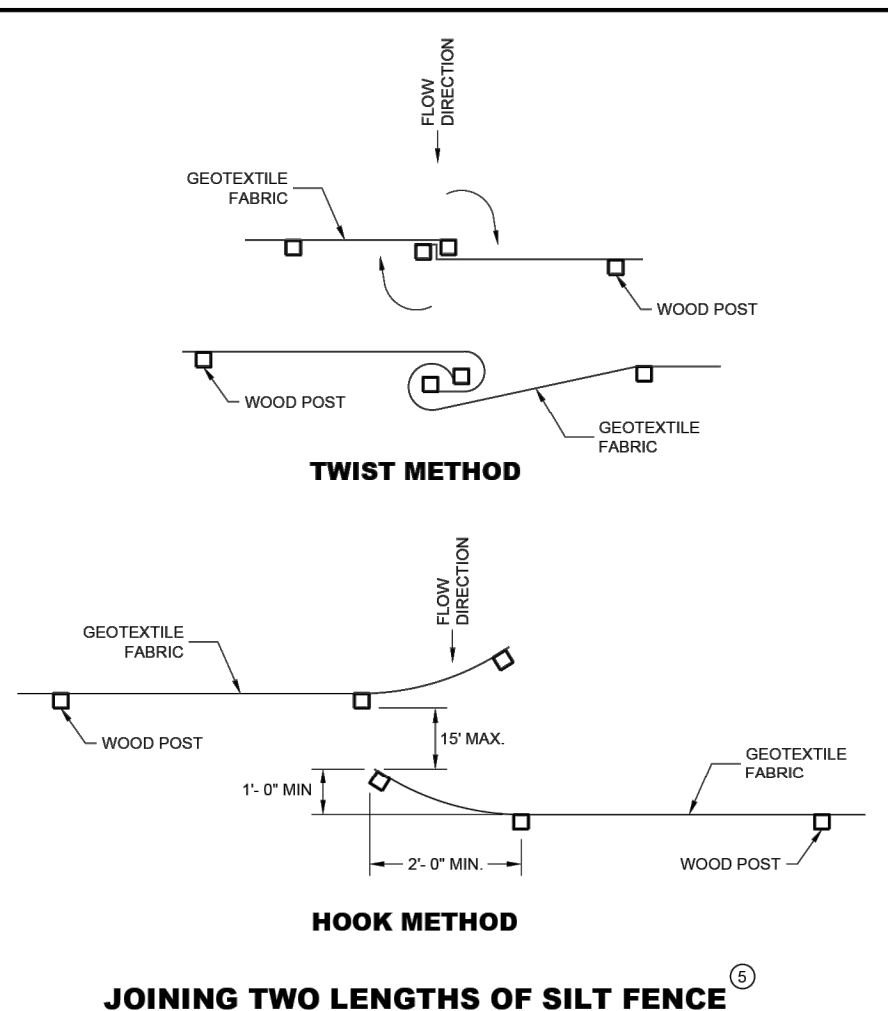 FLOW
DIRECTION
GEOTEXTILE
FABRIC
WOOD POST
WOOD POST
GEOTEXTILE
FABRIC
TWIST METHOD
FLOW
DIRECTION
GEOTEXTILE
FABRIC
WOOD POST
15' MAX.
GEOTEXTILE
FABRIC
1'- 0" MIN
2'- 0" MIN.
WOOD POST
HOOK METHOD
JOINING TWO LENGTHS OF SILT FENCE 5